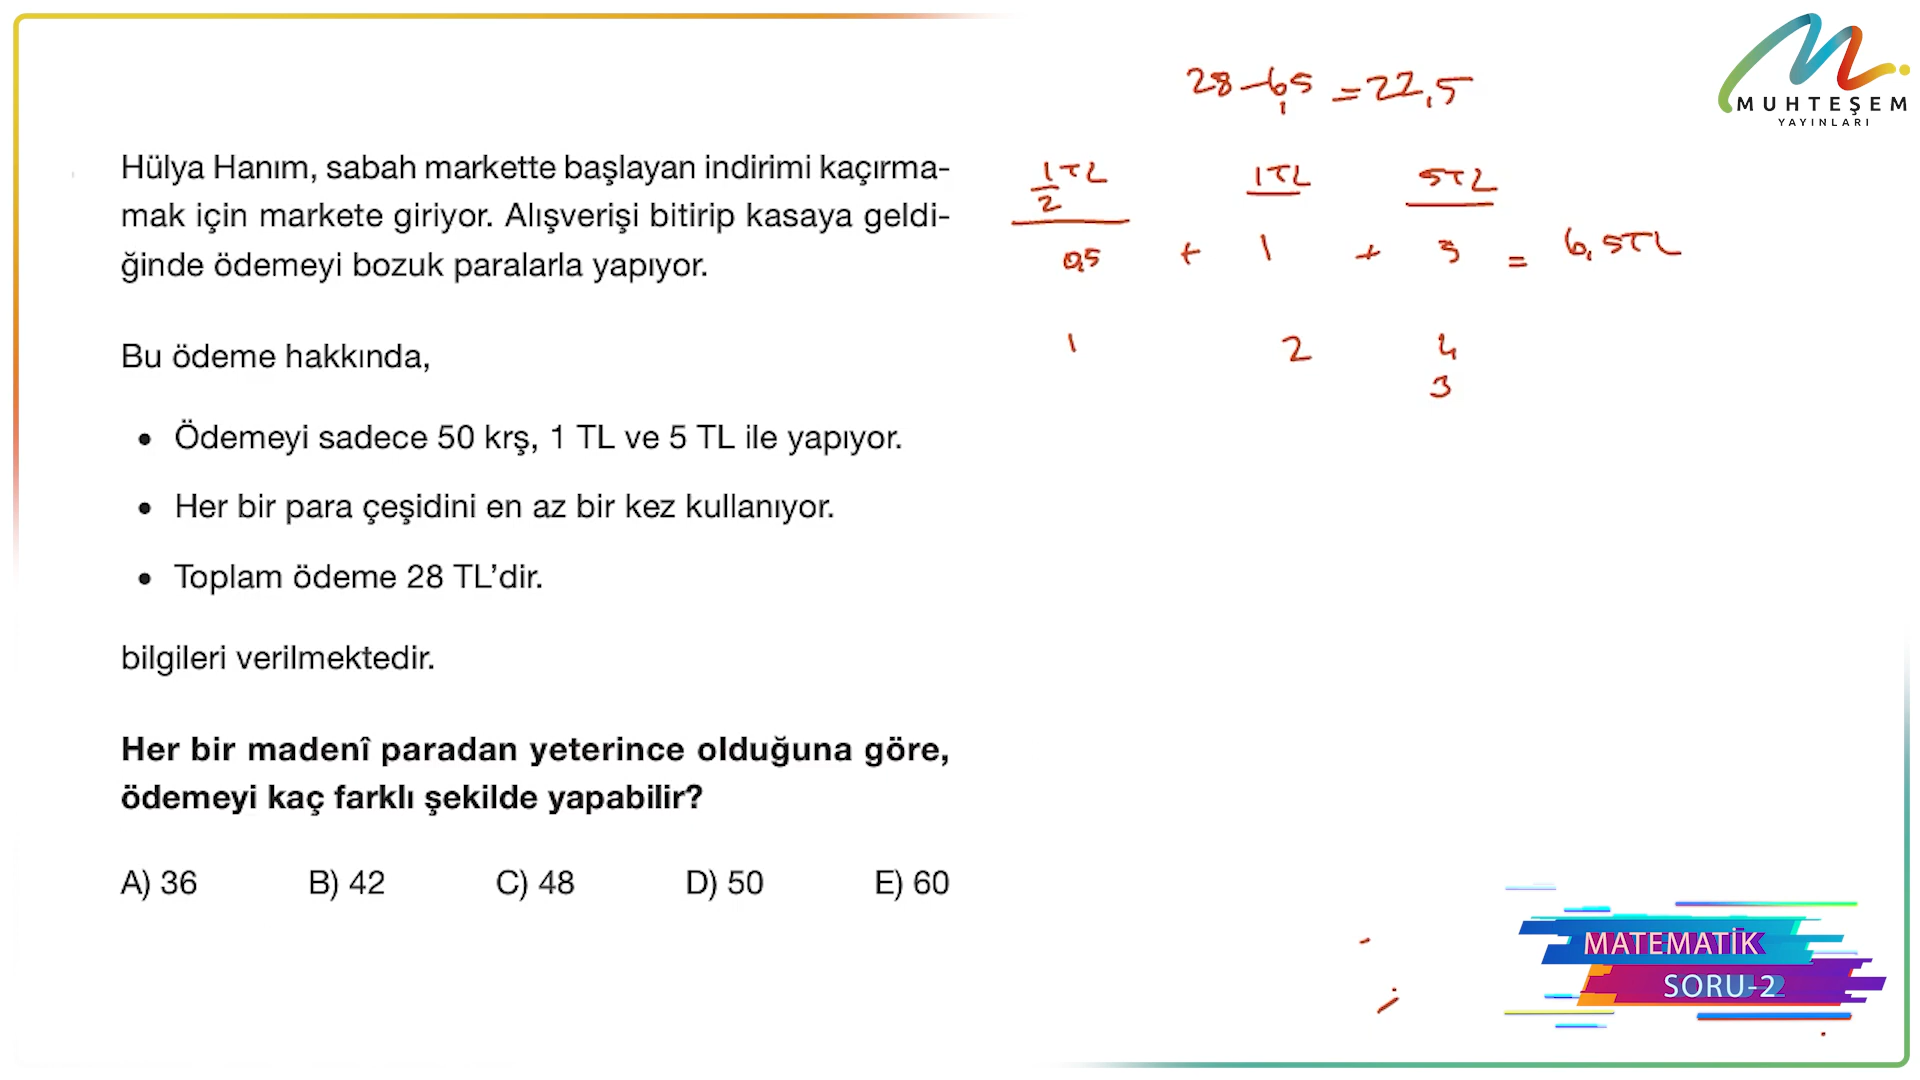 28-6,5 = 22,5
MUHTEŞEM
YAYINLARI
Hülya Hanım, sabah markette başlayan indirimi kaçırma-
mak için markete giriyor. Alışverişi bitirip kasaya geldi-
ğinde ödemeyi bozuk paralarla yapıyor.
Bu ödeme hakkında,
• Ödemeyi sadece 50 krş, 1 TL ve 5 TL ile yapıyor.
• Her bir para çeşidini en az bir kez kullanıyor.
• Toplam ödeme 28 TL’dir.
bilgileri verilmektedir.
Her bir madenî paradan yeterince olduğuna göre,
ödemeyi kaç farklı şekilde yapabilir?
A) 36 B) 42 C) 48 D) 50 E) 60
1/2 TL 1TL 5TL
0,5 + 1 + 5 = 6,5TL
1 2 4
3
MATEMATİK
SORU-2